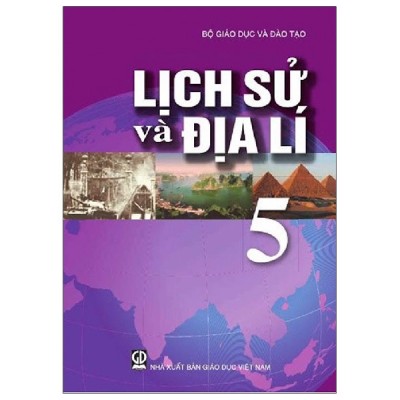 BỘ GIÁO DỤC VÀ ĐÀO TẠO
LỊCH SỬ
và ĐỊA LÍ
5
GD
NHÀ XUẤT BẢN GIÁO DỤC VIỆT NAM